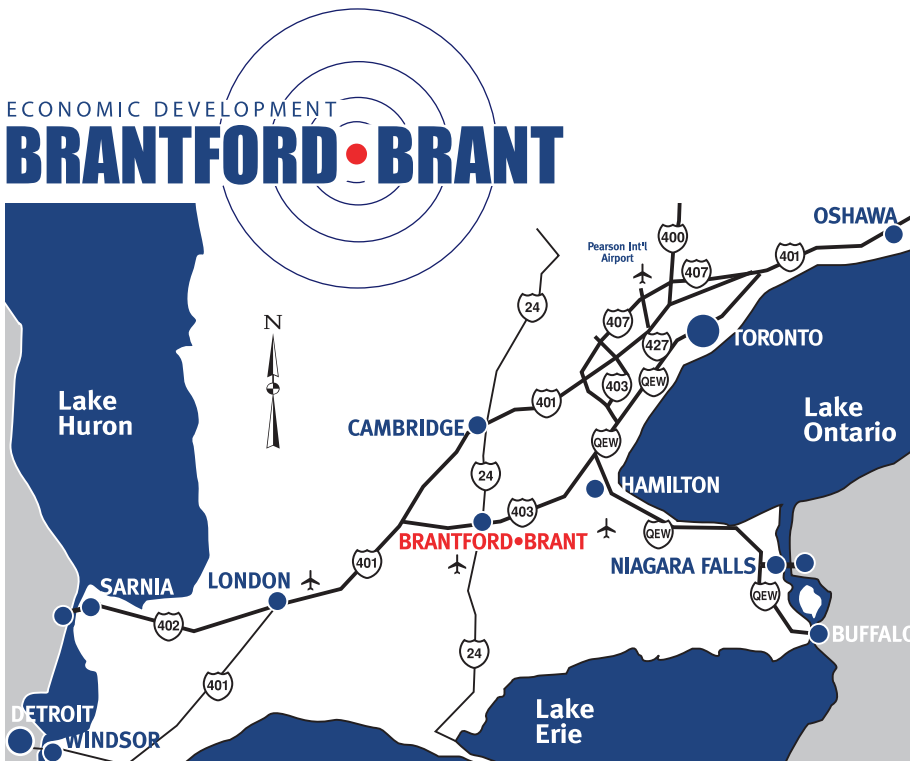 ECONOMIC DEVELOPMENT
BRANTFORD•BRANT
OSHAWA
400
Pearson Int'l
Airport
401
407
24
407
427
TORONTO
N
QEW
403
401
Lake
Huron
Lake
Ontario
CAMBRIDGE
QEW
24
HAMILTON
403
QEW
BRANTFORD•BRANT
401
NIAGARA FALLS
SARNIA
LONDON
QEW
402
BUFFALO
24
401
Lake
Erie
DETROIT
WINDSOR